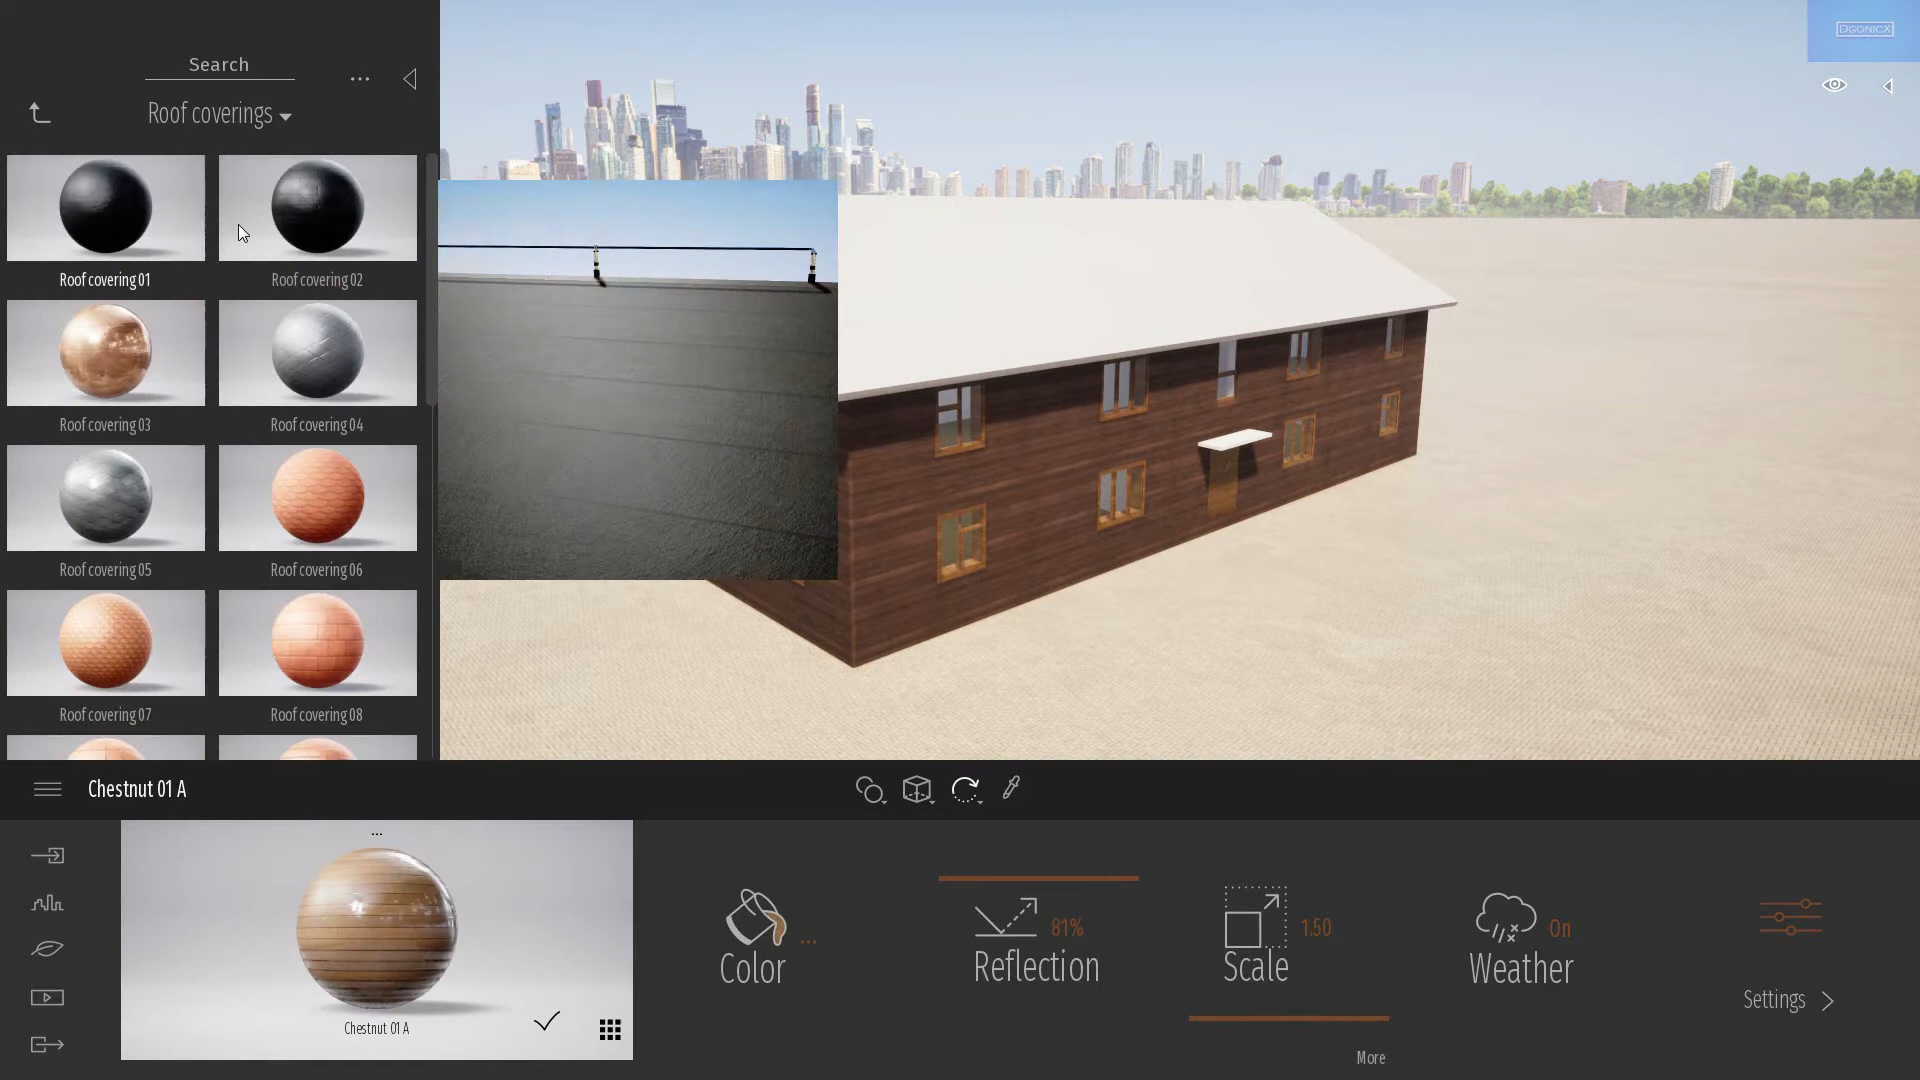 DGONICX
Search
...
Roof coverings
Roof covering 01
Roof covering 02
Roof covering 03
Roof covering 04
Roof covering 05
Roof covering 06
Roof covering 07
Roof covering 08
Chestnut 01 A
...
Chestnut 01 A
Color
...
Reflection
81%
Scale
1.50
Weather
On
Settings
More